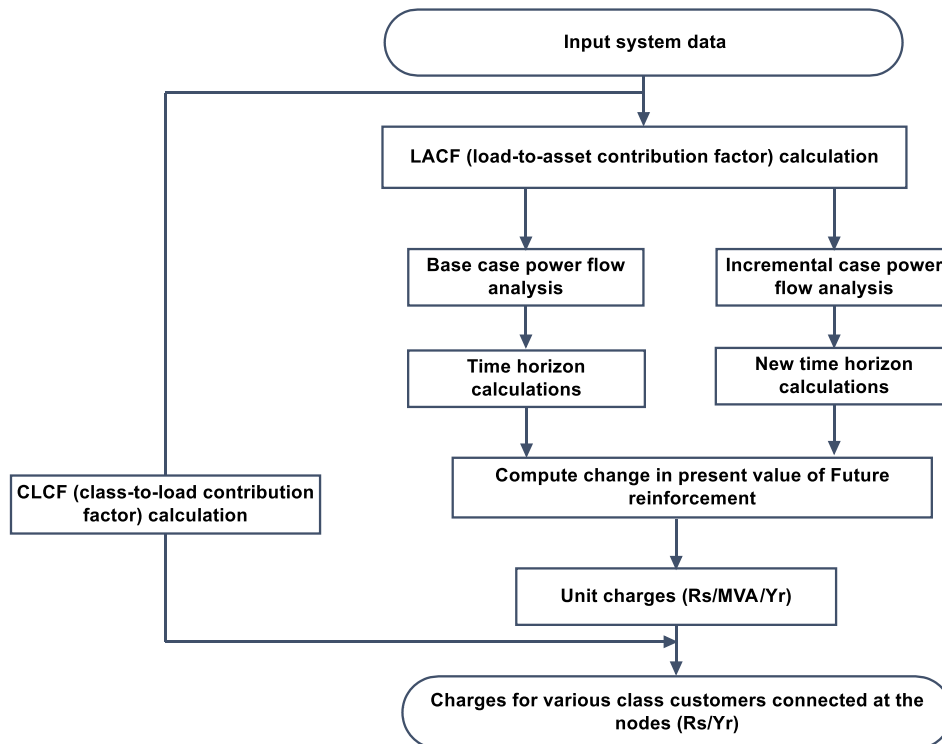 Input system data
LACF (load-to-asset contribution factor) calculation
Base case power flow
analysis
Incremental case power
flow analysis
Time horizon
calculations
New time horizon
calculations
Compute change in present value of Future
reinforcement
CLCF (class-to-load contribution
factor) calculation
Unit charges (Rs/MVA/Yr)
Charges for various class customers connected at the
nodes (Rs/Yr)